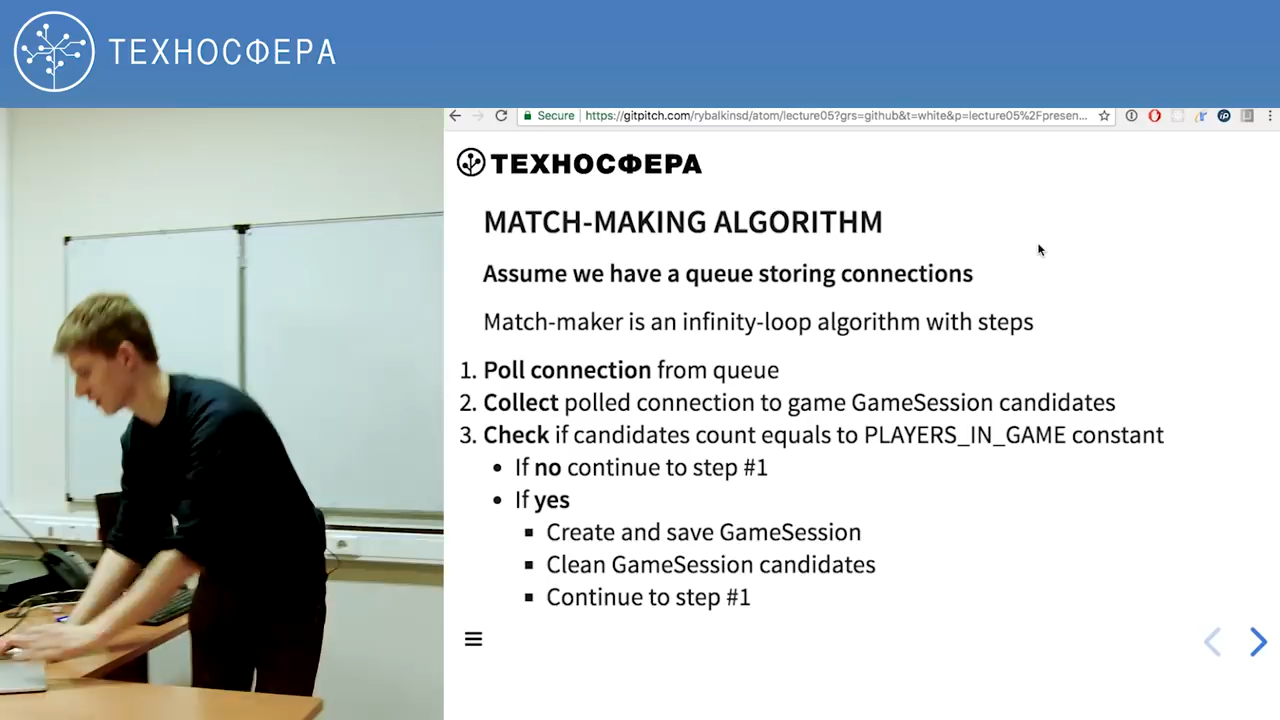 ТЕХНОСФЕРА
Secure https://gitpitch.com/rybalkinsd/atom/lecture05?grs=github&t=white&p=lecture05%2Fpresen...
ТЕХНОСФЕРА
MATCH-MAKING ALGORITHM
Assume we have a queue storing connections
Match-maker is an infinity-loop algorithm with steps
1. Poll connection from queue
2. Collect polled connection to game GameSession candidates
3. Check if candidates count equals to PLAYERS_IN_GAME constant
• If no continue to step #1
• If yes
▪ Create and save GameSession
▪ Clean GameSession candidates
▪ Continue to step #1